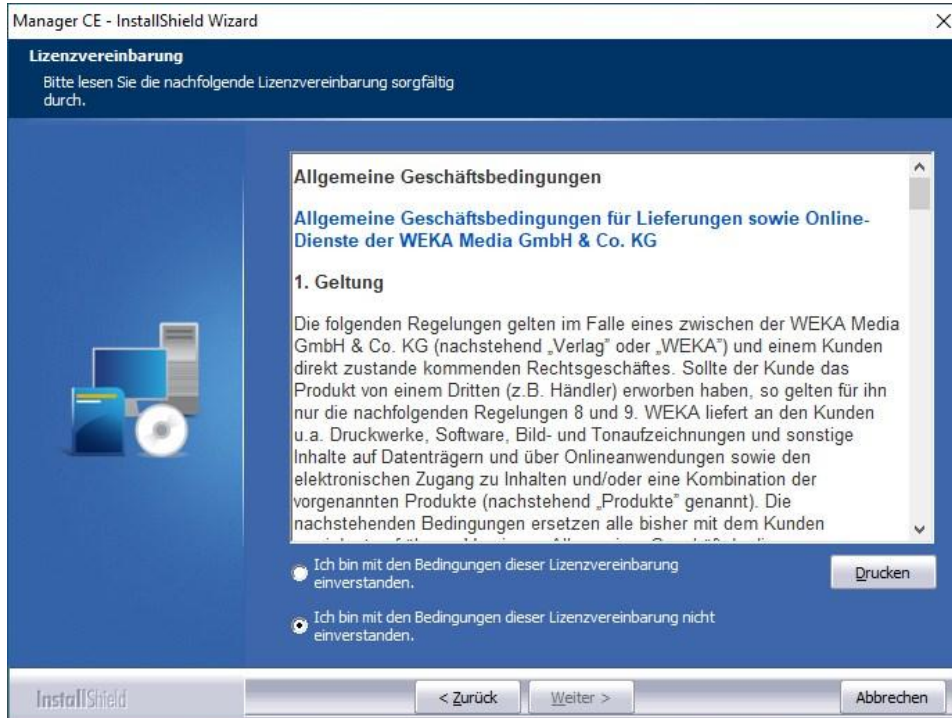 Manager CE - InstallShield Wizard
Lizenzvereinbarung
Bitte lesen Sie die nachfolgende Lizenzvereinbarung sorgfältig
durch.
Allgemeine Geschäftsbedingungen
Allgemeine Geschäftsbedingungen für Lieferungen sowie Online-
Dienste der WEKA Media GmbH & Co. KG
1. Geltung
Die folgenden Regelungen gelten im Falle eines zwischen der WEKA Media
GmbH & Co. KG (nachstehend „Verlag" oder „WEKA") und einem Kunden
direkt zustande kommenden Rechtsgeschäftes. Sollte der Kunde das
Produkt von einem Dritten (z.B. Händler) erworben haben, so gelten für ihn
nur die nachfolgenden Regelungen 8 und 9. WEKA liefert an den Kunden
u.a. Druckwerke, Software, Bild- und Tonaufzeichnungen und sonstige
Inhalte auf Datenträgern und über Onlineanwendungen sowie den
elektronischen Zugang zu Inhalten und/oder eine Kombination der
vorgenannten Produkte (nachstehend „Produkte" genannt). Die
nachstehenden Bedingungen ersetzen alle bisher mit dem Kunden
Ich bin mit den Bedingungen dieser Lizenzvereinbarung
einverstanden.
Drucken
Ich bin mit den Bedingungen dieser Lizenzvereinbarung nicht
einverstanden.
InstallShield
< Zurück
Weiter >
Abbrechen